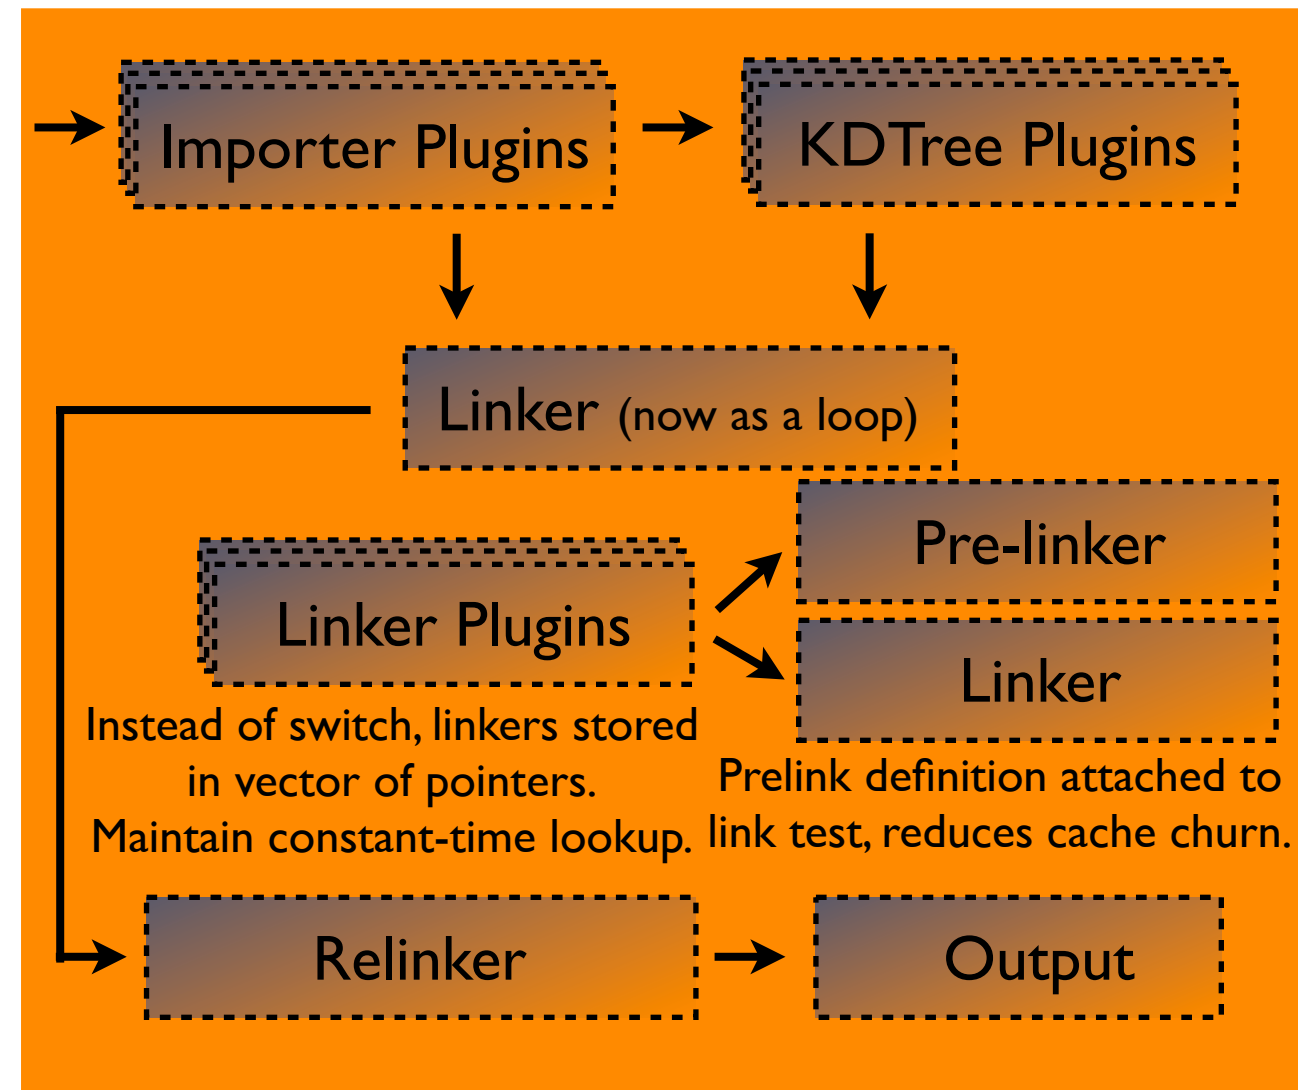 Importer Plugins
KDTree Plugins
Linker (now as a loop)
Pre-linker
Linker Plugins
Linker
Instead of switch, linkers stored
in vector of pointers.
Maintain constant-time lookup.
Prelink definition attached to
link test, reduces cache churn.
Relinker
Output